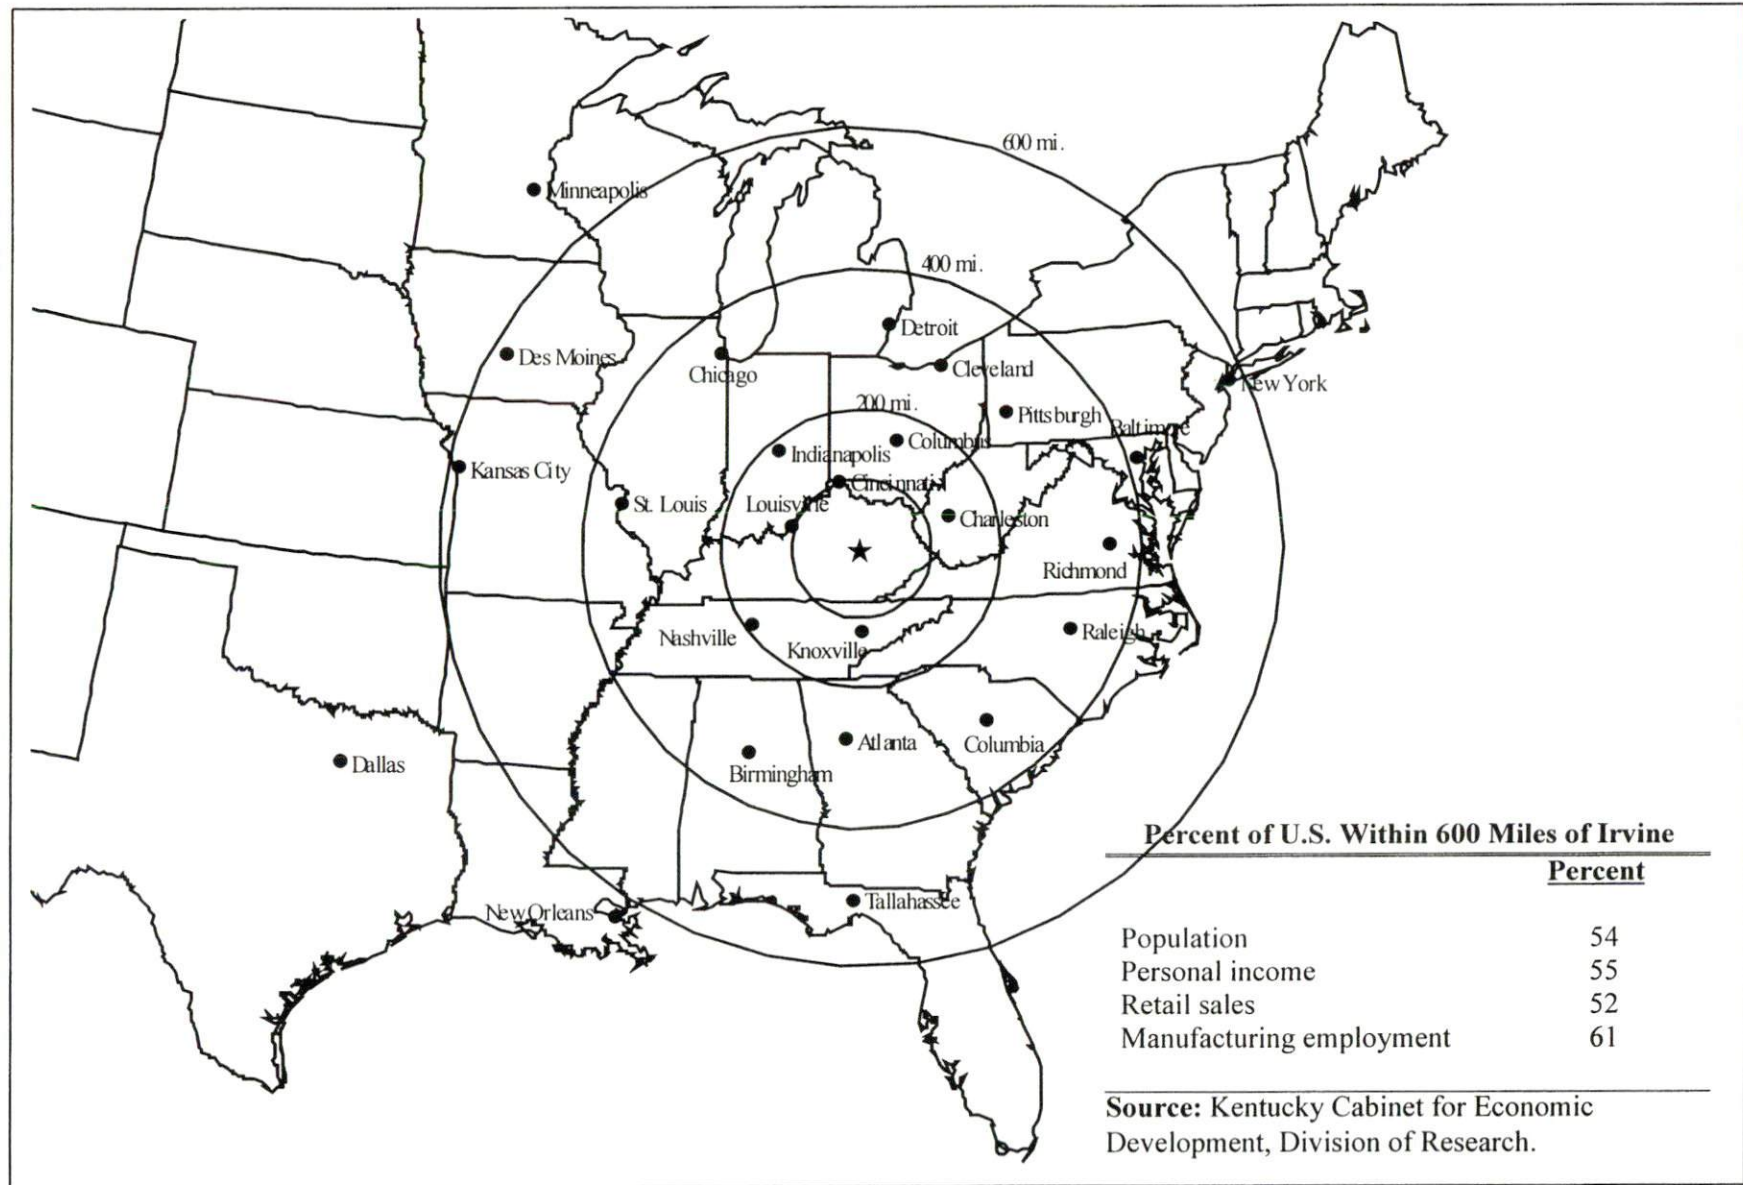 600 mi.
Minneapolis
400 mi.
Detroit
Des Moines
Chicago
Cleveland
New York
200 mi.
Pittsburgh
Baltimore
Columbus
Indianapolis
Kansas City
Cincinnati
St. Louis
Louisville
Charleston
Richmond
Nashville
Knoxville
Raleigh
Columbia
Atlanta
Dallas
Birmingham
Tallahassee
New Orleans
Percent of U.S. Within 600 Miles of Irvine
Percent
Population 54
Personal income 55
Retail sales 52
Manufacturing employment 61
Source: Kentucky Cabinet for Economic
Development, Division of Research.